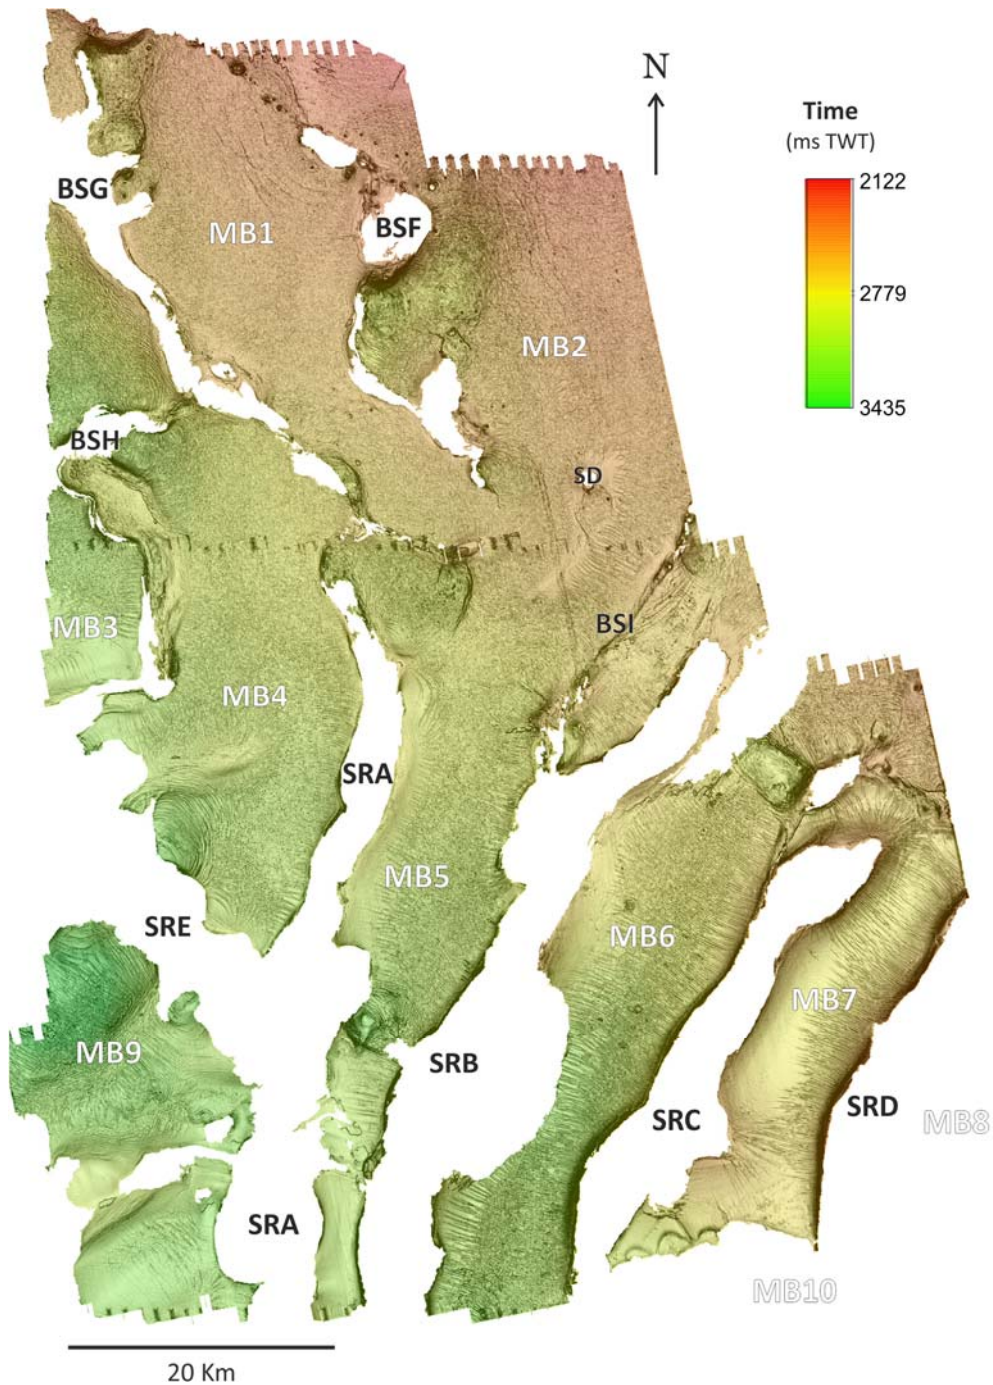 N
Time
(ms TWT)
2122
2779
3435
BSG
MB1
BSF
MB2
BSH
SD
MB3
BSI
MB4
SRA
MB5
SRE
MB6
MB7
MB9
SRB
SRC
SRD
MB8
SRA
MB10
20 Km